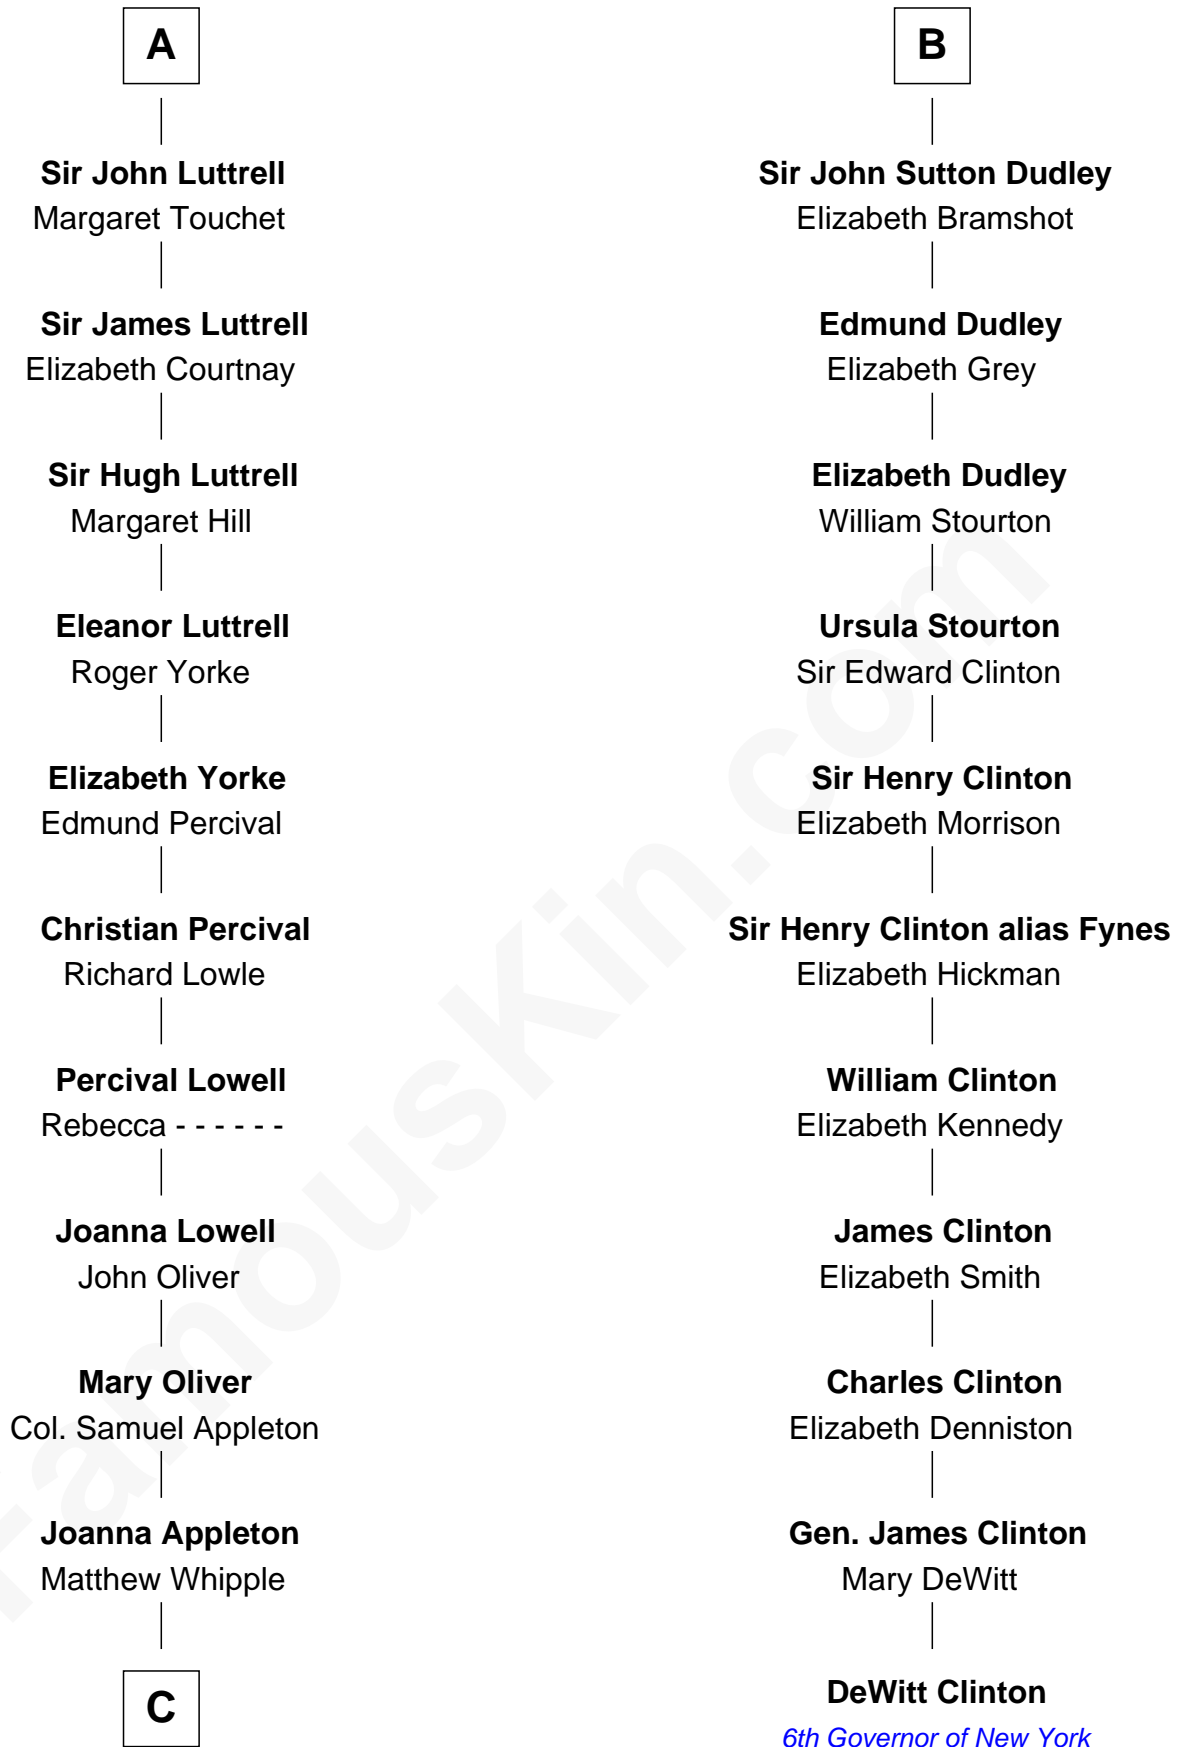 A
Sir John Luttrell
Margaret Touchet
Sir James Luttrell
Elizabeth Courtnay
Sir Hugh Luttrell
Margaret Hill
Eleanor Luttrell
Roger Yorke
Elizabeth Yorke
Edmund Percival
Christian Percival
Richard Lowle
Percival Lowell
Rebecca - - - - - -
Joanna Lowell
John Oliver
Mary Oliver
Col. Samuel Appleton
Joanna Appleton
Matthew Whipple
C
B
Sir John Sutton Dudley
Elizabeth Bramshot
Edmund Dudley
Elizabeth Grey
Elizabeth Dudley
William Stourton
Ursula Stourton
Sir Edward Clinton
Sir Henry Clinton
Elizabeth Morrison
Sir Henry Clinton alias Fynes
Elizabeth Hickman
William Clinton
Elizabeth Kennedy
James Clinton
Elizabeth Smith
Charles Clinton
Elizabeth Denniston
Gen. James Clinton
Mary DeWitt
DeWitt Clinton
6th Governor of New York
FamousKin.com